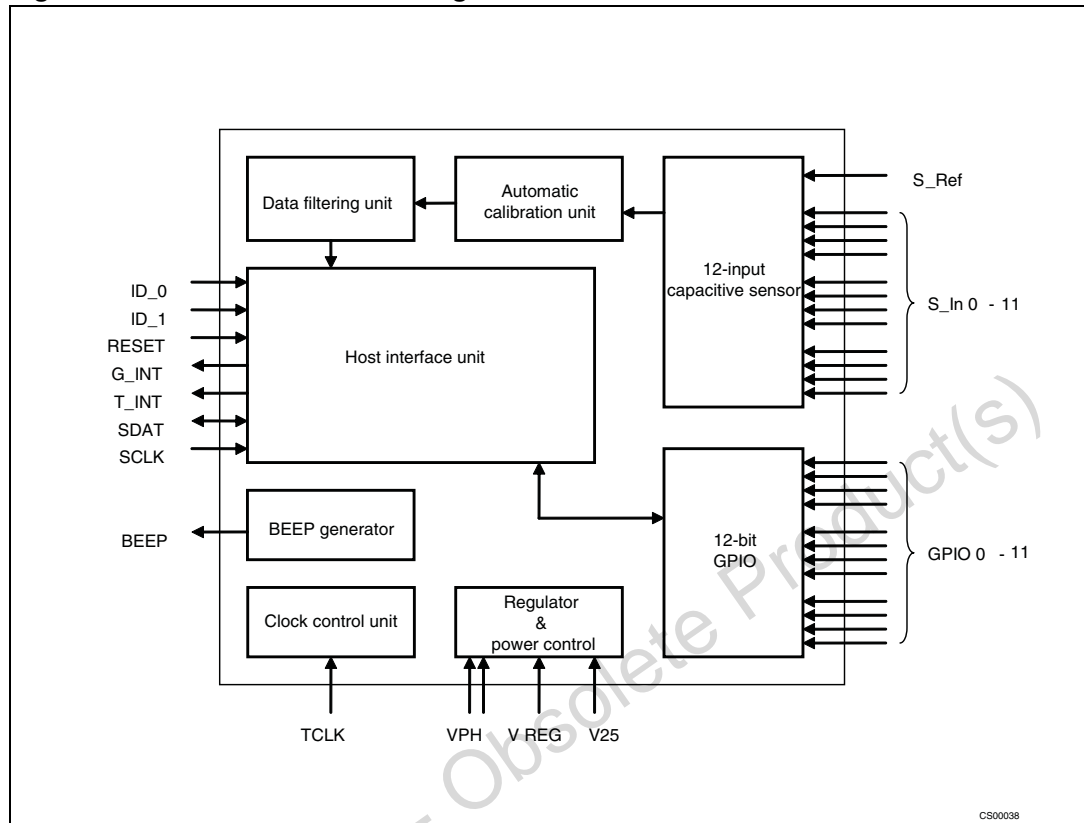 Data filtering unit
Automatic
calibration unit
12-input
capacitive sensor
S_Ref
S_In 0 - 11
ID_0
ID_1
RESET
G_INT
T_INT
SDAT
SCLK
Host interface unit
BEEP
BEEP generator
12-bit
GPIO
GPIO 0 - 11
Clock control unit
Regulator
&
power control
TCLK
VPH
V REG
V25
Obsolete Product(s)
CS00038